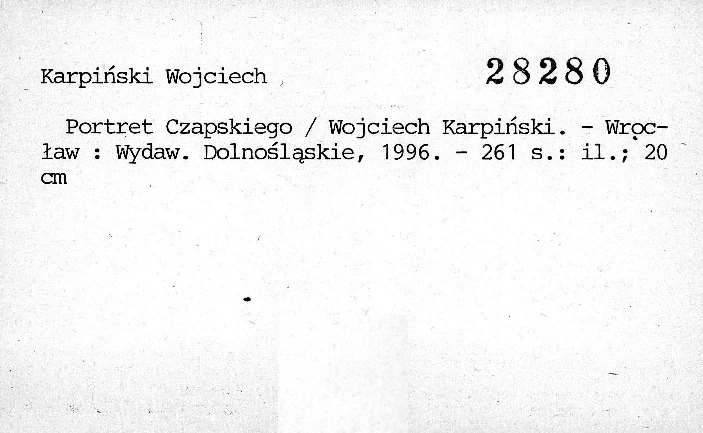 Karpiński Wojciech 28280
Portret Czapskiego / Wojciech Karpiński. - Wroc-
ław : Wydaw. Dolnośląskie, 1996. - 261 s.: il.; 20
cm